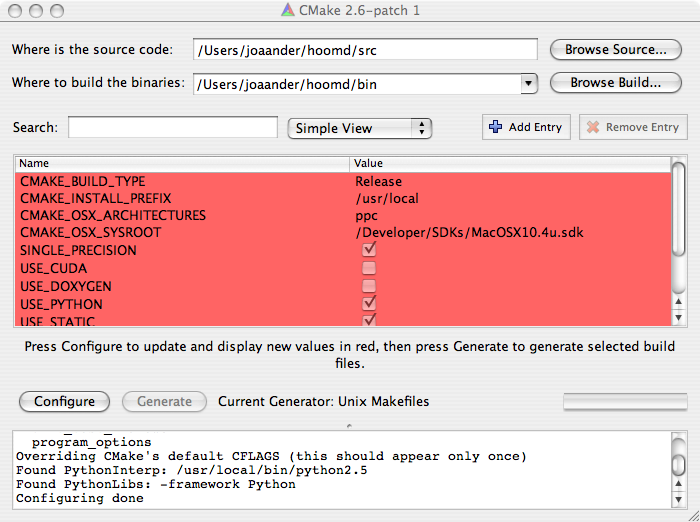 CMake 2.6-patch 1
Where is the source code: /Users/joaander/hoomd/src Browse Source...
Where to build the binaries: /Users/joaander/hoomd/bin Browse Build...
Search: Simple View Add Entry Remove Entry
Name Value
CMAKE_BUILD_TYPE Release
CMAKE_INSTALL_PREFIX /usr/local
CMAKE_OSX_ARCHITECTURES ppc
CMAKE_OSX_SYSROOT /Developer/SDKs/MacOSX10.4u.sdk
SINGLE_PRECISION
USE_CUDA
USE_DOXYGEN
USE_PYTHON
USE_STATIC
Press Configure to update and display new values in red, then press Generate to generate selected build
files.
Configure Generate Current Generator: Unix Makefiles
program_options
Overriding CMake's default CFLAGS (this should appear only once)
Found PythonInterp: /usr/local/bin/python2.5
Found PythonLibs: -framework Python
Configuring done